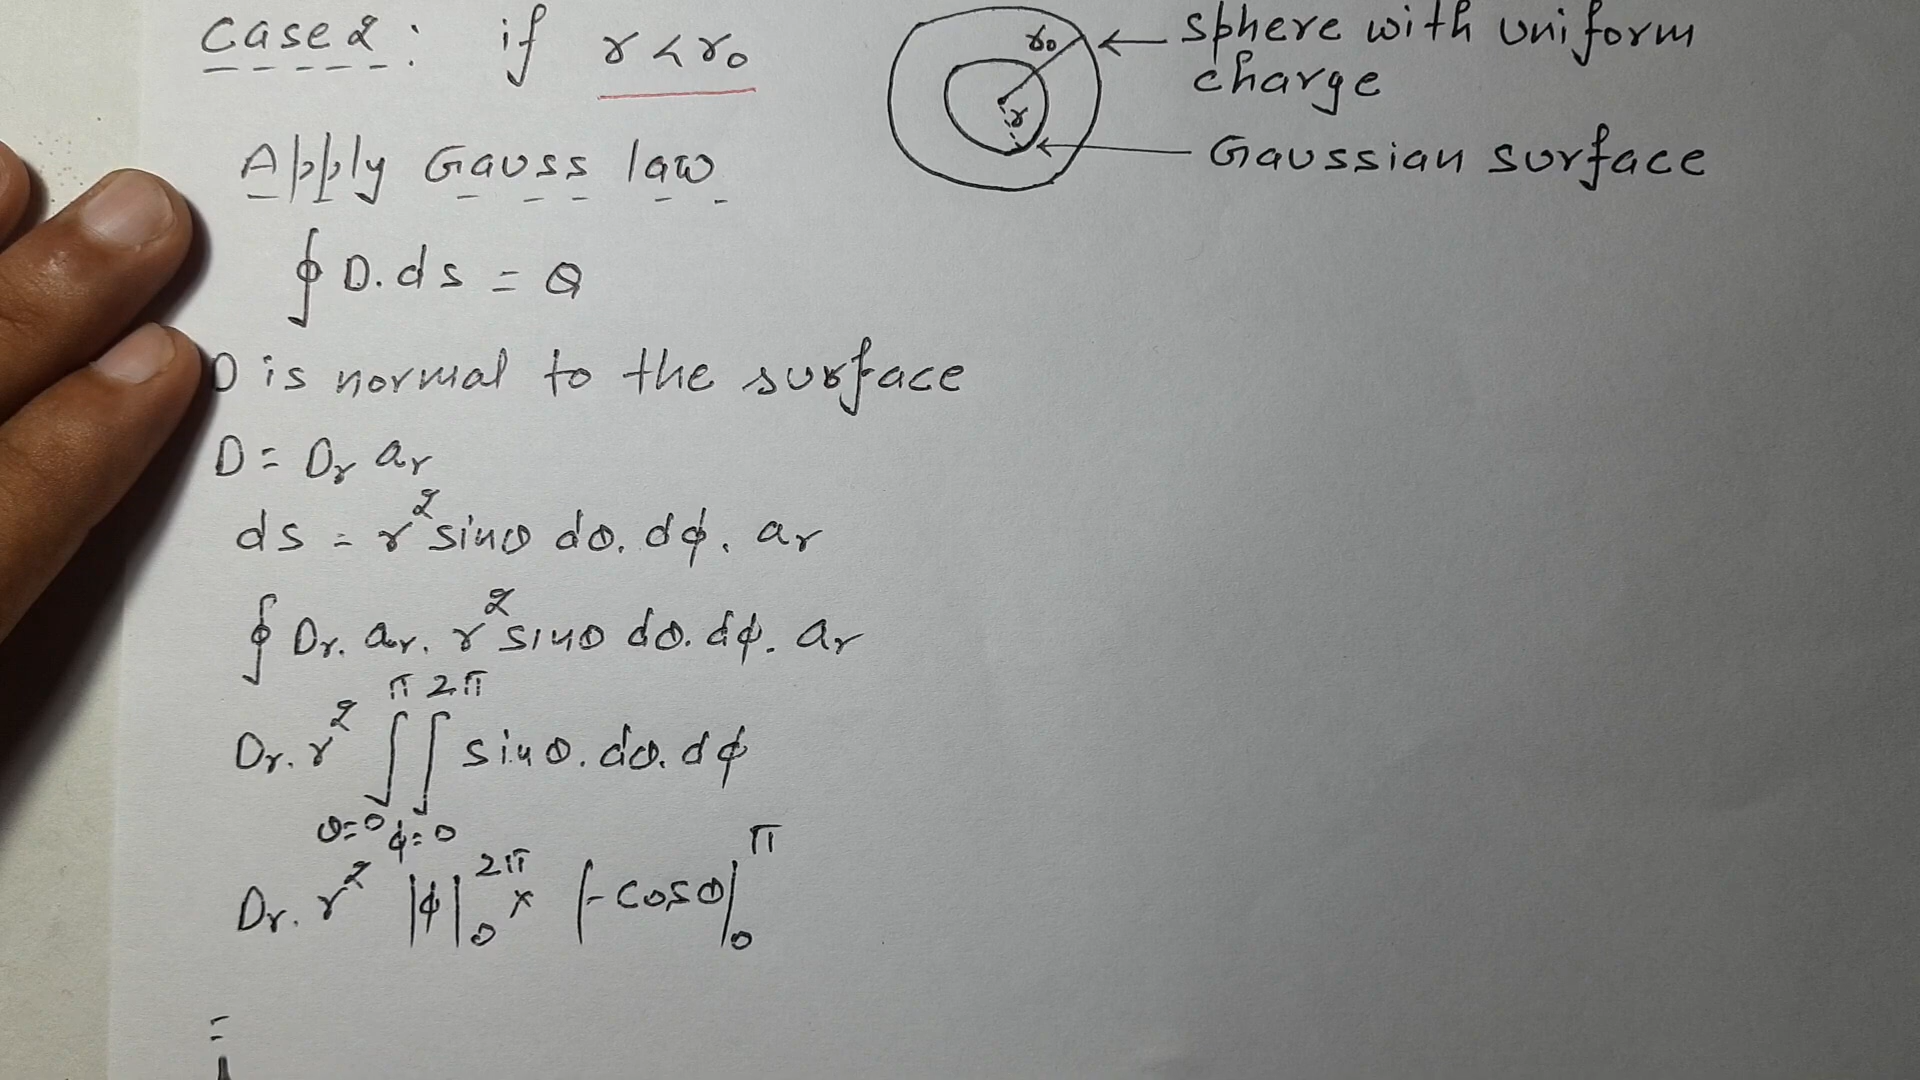 case 2: if r < r₀
r₀ ← sphere with uniform
charge
r ← Gaussian surface
Apply Gauss law
∮ D. ds = Q
D is normal to the surface
D = Dr ar
ds = r² sinθ dθ. dϕ. ar
∮ Dr. ar. r² sinθ dθ. dϕ. ar
π 2π
Dr. r² ∫∫ sinθ. dθ. dϕ
θ=0 ϕ=0
Dr. r² |ϕ|₀^2π × |-cosθ|₀^π
=